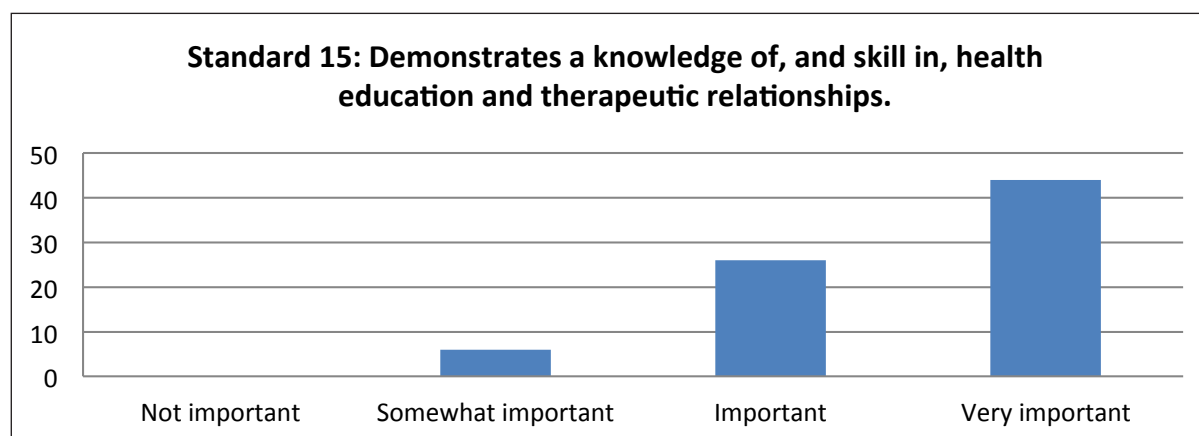 Standard 15: Demonstrates a knowledge of, and skill in, health
education and therapeutic relationships.
50
40
30
20
10
0
Not important Somewhat important Important Very important